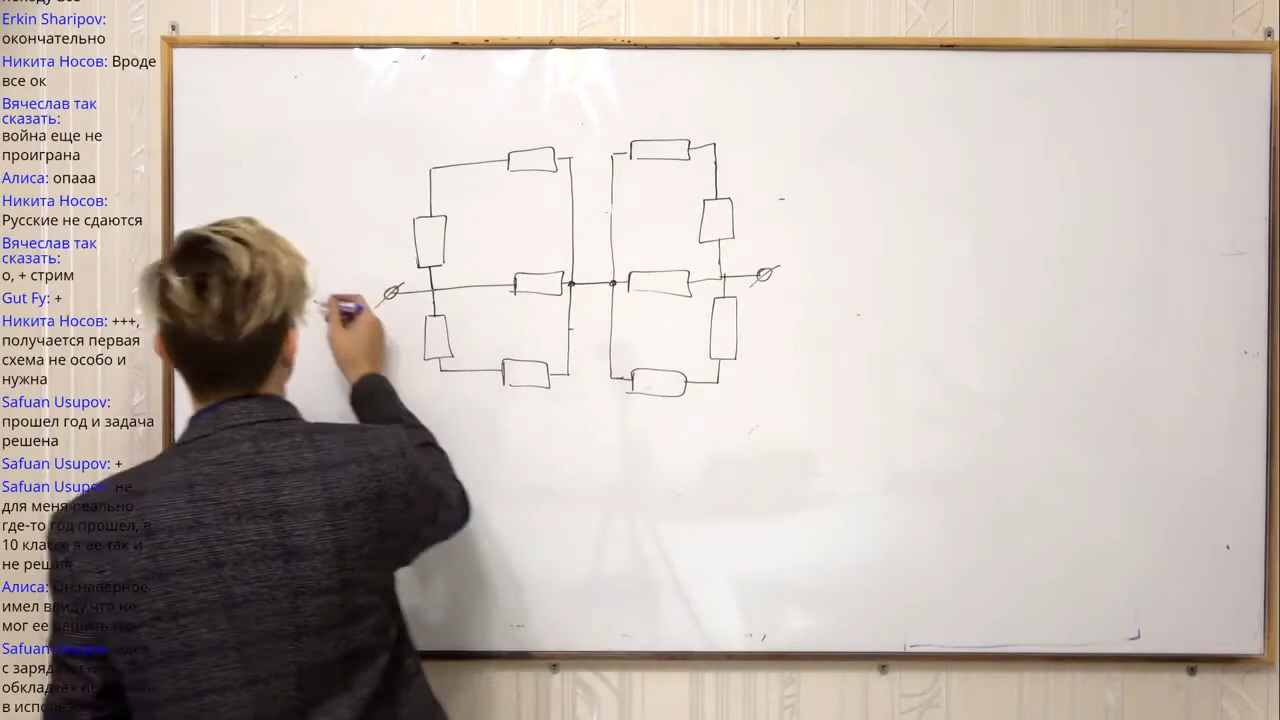 Erkin Sharipov:
окончательно
Никита Носов: Вроде
все ок
Вячеслав так
сказать:
война еще не
проиграна
Алиса: опааа
Никита Носов:
Русские не сдаются
Вячеслав так
сказать:
о, + стрим
Gut Fy: +
Никита Носов: +++,
получается первая
схема не особо и
нужна
Safuan Usupov:
прошел год и задача
решена
Safuan Usupov: +
Safuan Usupov: не
для меня реально
где-то год прошел, в
10 классе я ее так и
не решил
Алиса: Он наверное
имел ввиду что не
мог ее решить
Safuan Usupov: идея
с заряд
обкладках
в испол